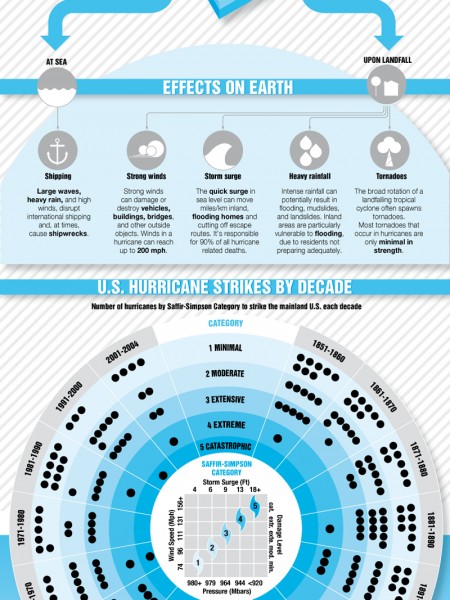 AT SEA
UPON LANDFALL
EFFECTS ON EARTH
Shipping
Large waves,
heavy rain, and high
winds, disrupt
international shipping
and, at times,
cause shipwrecks.
Strong winds
Strong winds
can damage or
destroy vehicles,
buildings, bridges,
and other outside
objects. Winds in a
hurricane can reach
up to 200 mph.
Storm surge
The quick surge in
sea level can move
miles/km inland,
flooding homes and
cutting off escape
routes. It's responsible
for 90% of all hurricane
related deaths.
Heavy rainfall
Intense rainfall can
potentially result in
flooding, mudslides,
and landslides. Inland
areas are particularly
vulnerable to flooding,
due to residents not
preparing adequately.
Tornadoes
The broad rotation of a
landfalling tropical
cyclone often spawns
tornadoes.
Most tornadoes that
occur in hurricanes are
only minimal in
strength.
U.S. HURRICANE STRIKES BY DECADE
Number of hurricanes by Saffir-Simpson Category to strike the mainland U.S. each decade
CATEGORY
1 MINIMAL
2 MODERATE
3 EXTENSIVE
4 EXTREME
5 CATASTROPHIC
2001-2004
1991-2000
1981-1990
1971-1980
1851-1860
1861-1870
1871-1880
1881-1890
SAFFIR-SIMPSON
CATEGORY
Storm Surge (Ft)
4 6 9 13 18+
Wind Speed (Mph)
74 96 111 131 156+
1
2
3
4
5
Damage Level
min. mod. exte. extr. cat.
980+ 979 964 944 <920
Pressure (Mbars)